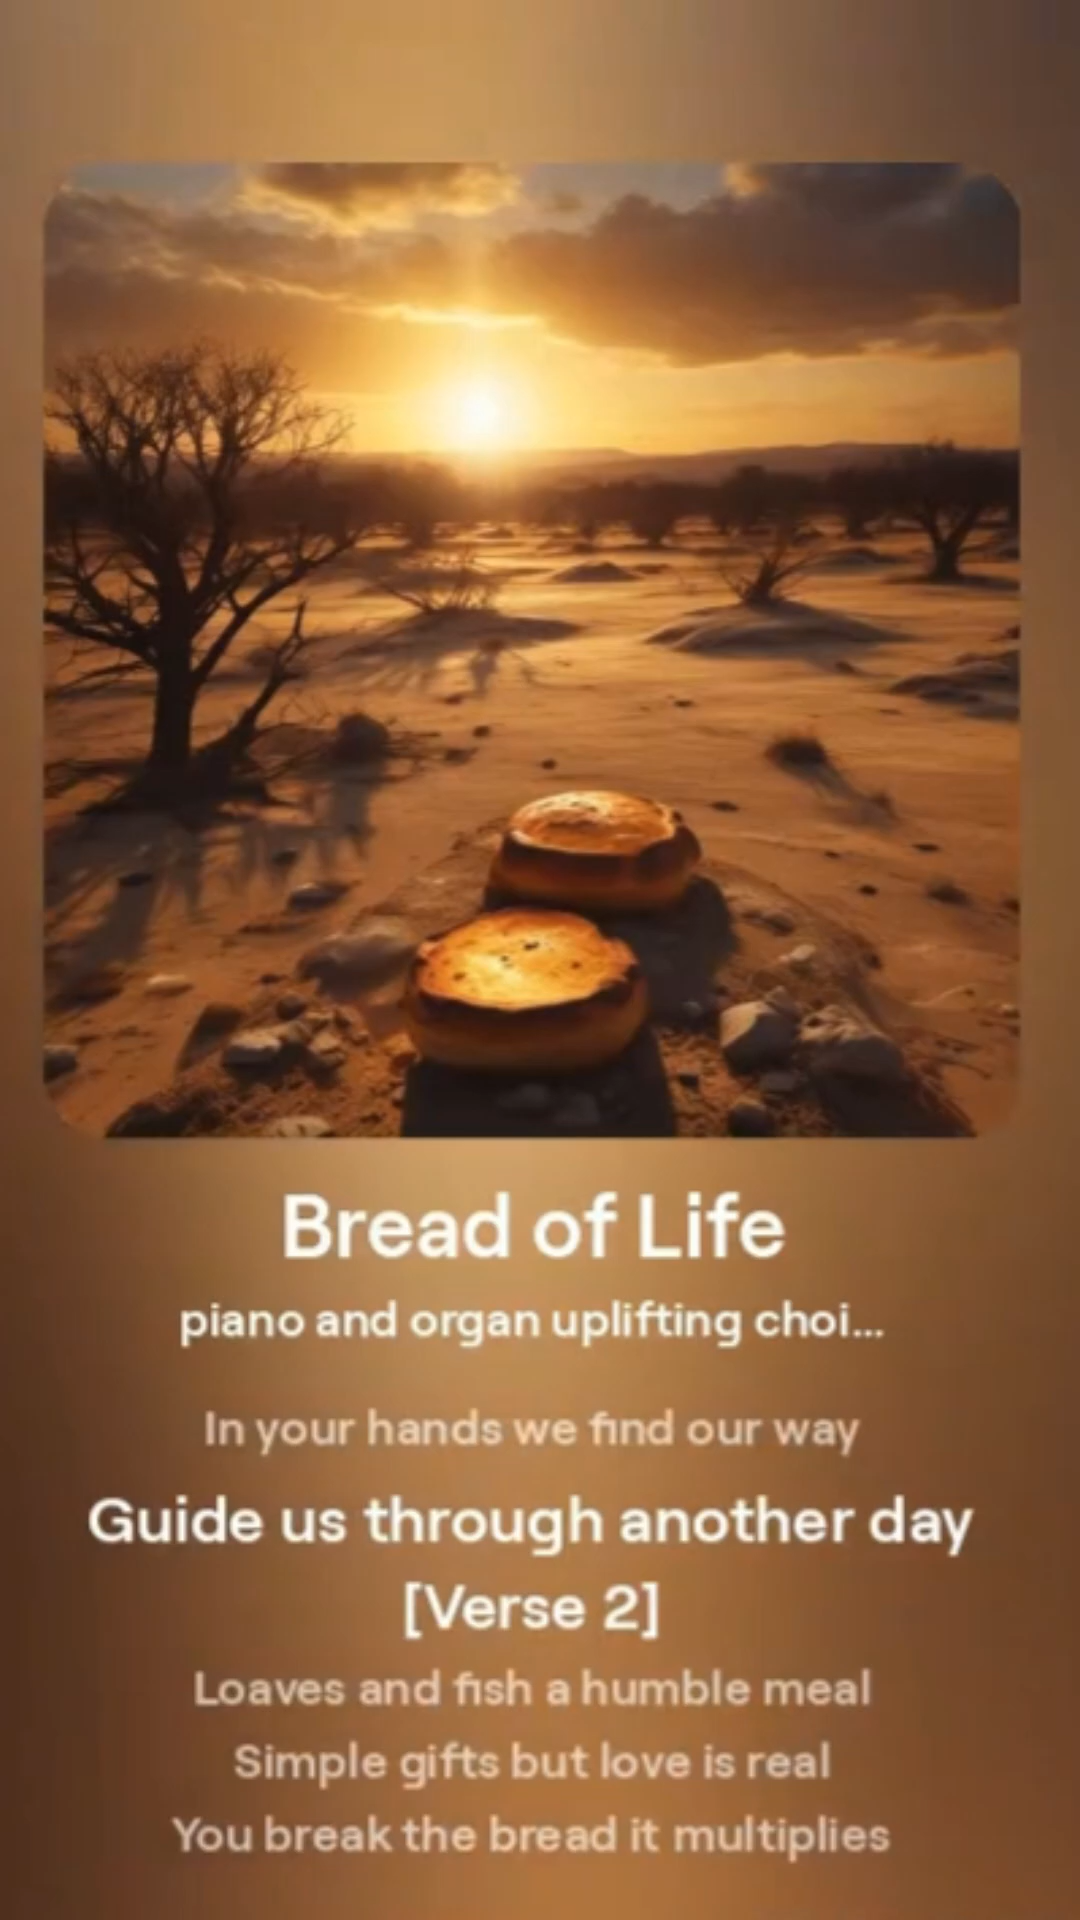 Bread of Life
piano and organ uplifting choi...
In your hands we find our way
Guide us through another day
[Verse 2]
Loaves and fish a humble meal
Simple gifts but love is real
You break the bread it multiplies